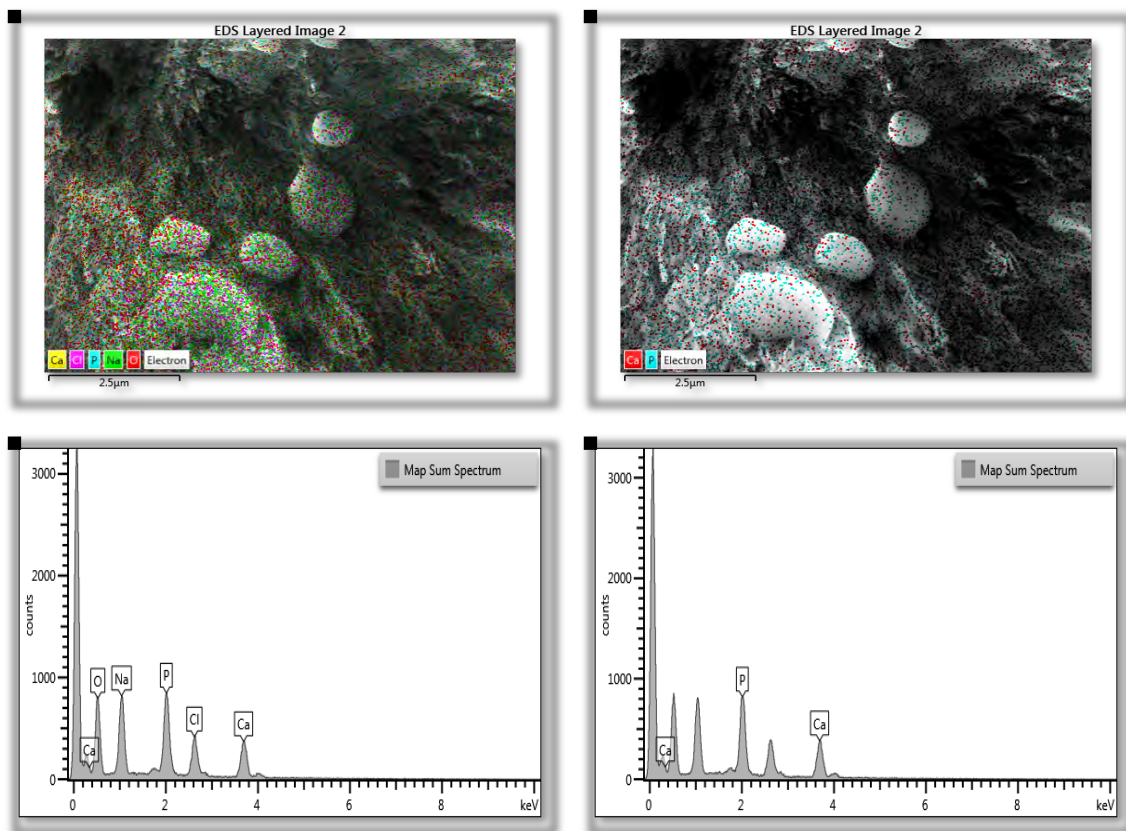 EDS Layered Image 2
Ca Cl P Na O Electron
2.5µm
EDS Layered Image 2
Ca P Electron
2.5µm
Map Sum Spectrum
3000
2000
1000
0
counts
Ca
O
Na
P
Cl
Ca
0 2 4 6 8 keV
Map Sum Spectrum
3000
2000
1000
0
counts
Ca
P
Ca
0 2 4 6 8 keV